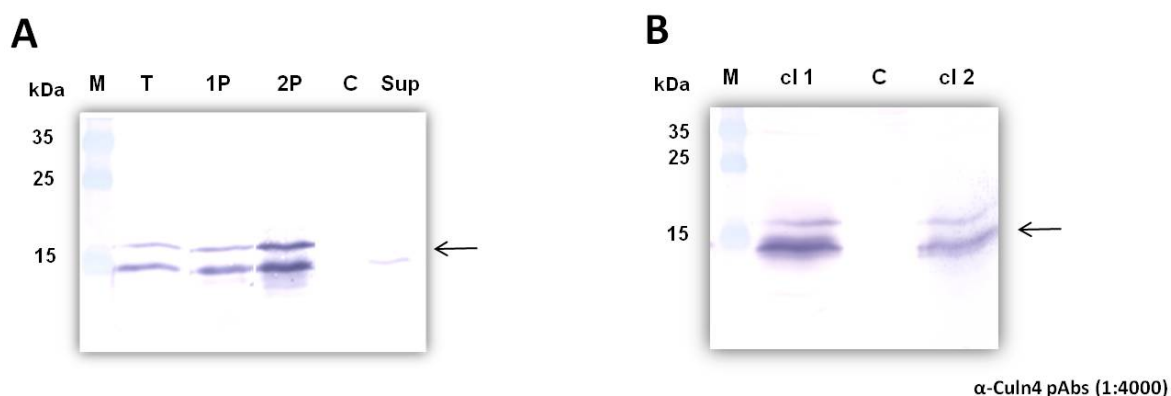 A
kDa M T 1P 2P C Sup
35
25
15
B
kDa M cl 1 C cl 2
35
25
15
α-Culn4 pAbs (1:4000)